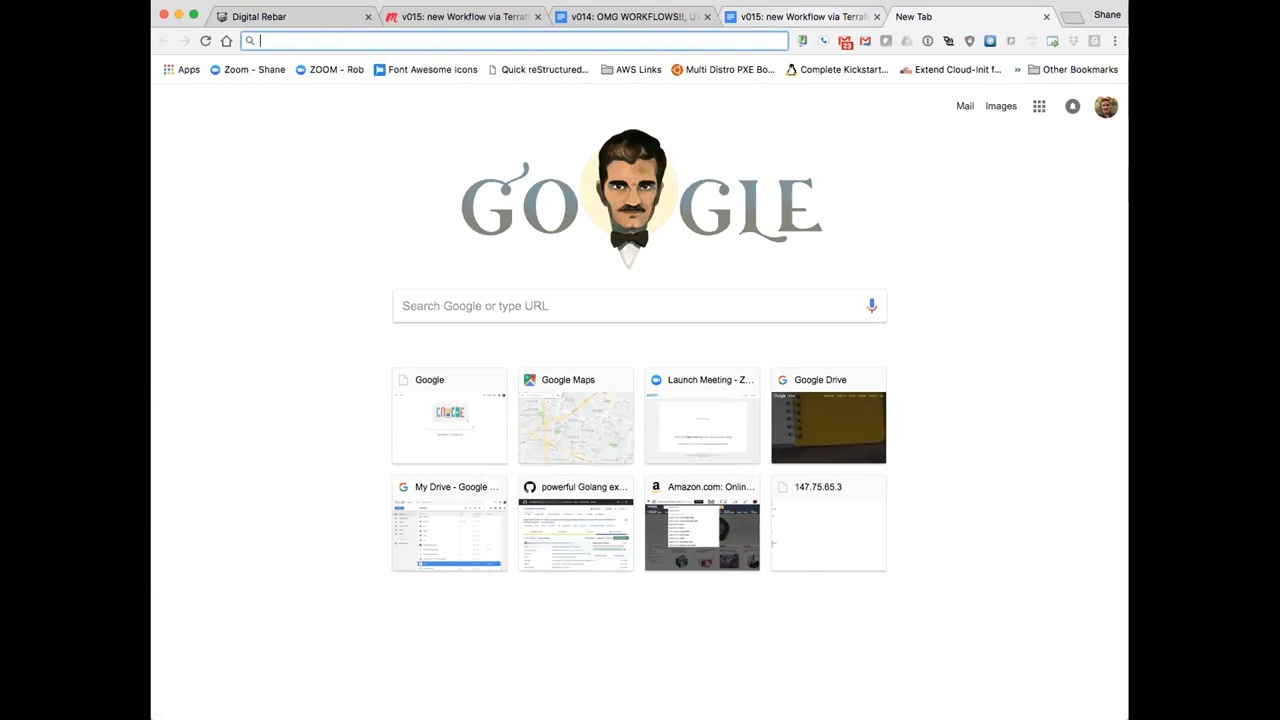 Digital Rebar
v015: new Workflow via Terraf
v014: OMG WORKFLOWS!!, U
v015: new Workflow via Terraf
New Tab
Shane
23
Apps
Zoom - Shane
ZOOM - Rob
Font Awesome Icons
Quick reStructured...
AWS Links
Multi Distro PXE Bo...
Complete Kickstart...
Extend Cloud-Init f...
»
Other Bookmarks
Mail
Images
GOOGLE
Search Google or type URL
Google
Google Maps
Launch Meeting - Z...
Google Drive
My Drive - Google ...
powerful Golang ex...
Amazon.com: Onlin...
147.75.65.3